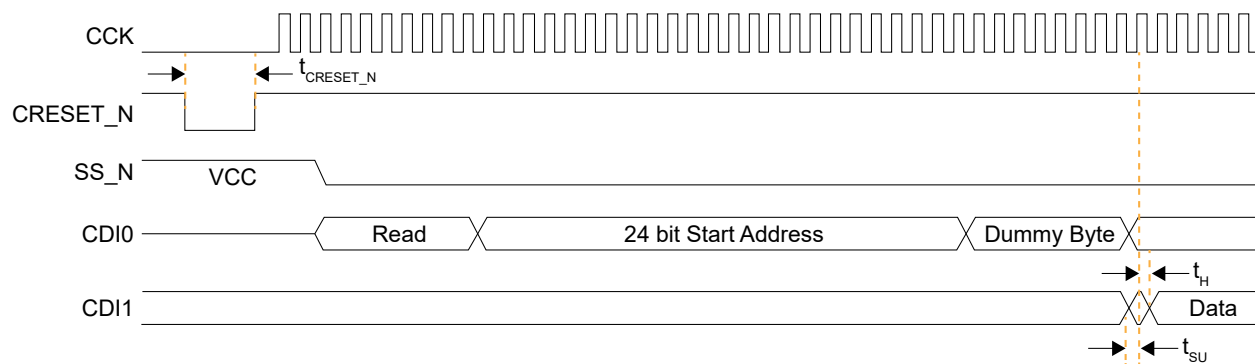 CCK
tCRESET_N
CRESET_N
SS_N VCC
CDI0 Read 24 bit Start Address Dummy Byte
tH
CDI1 Data
tSU